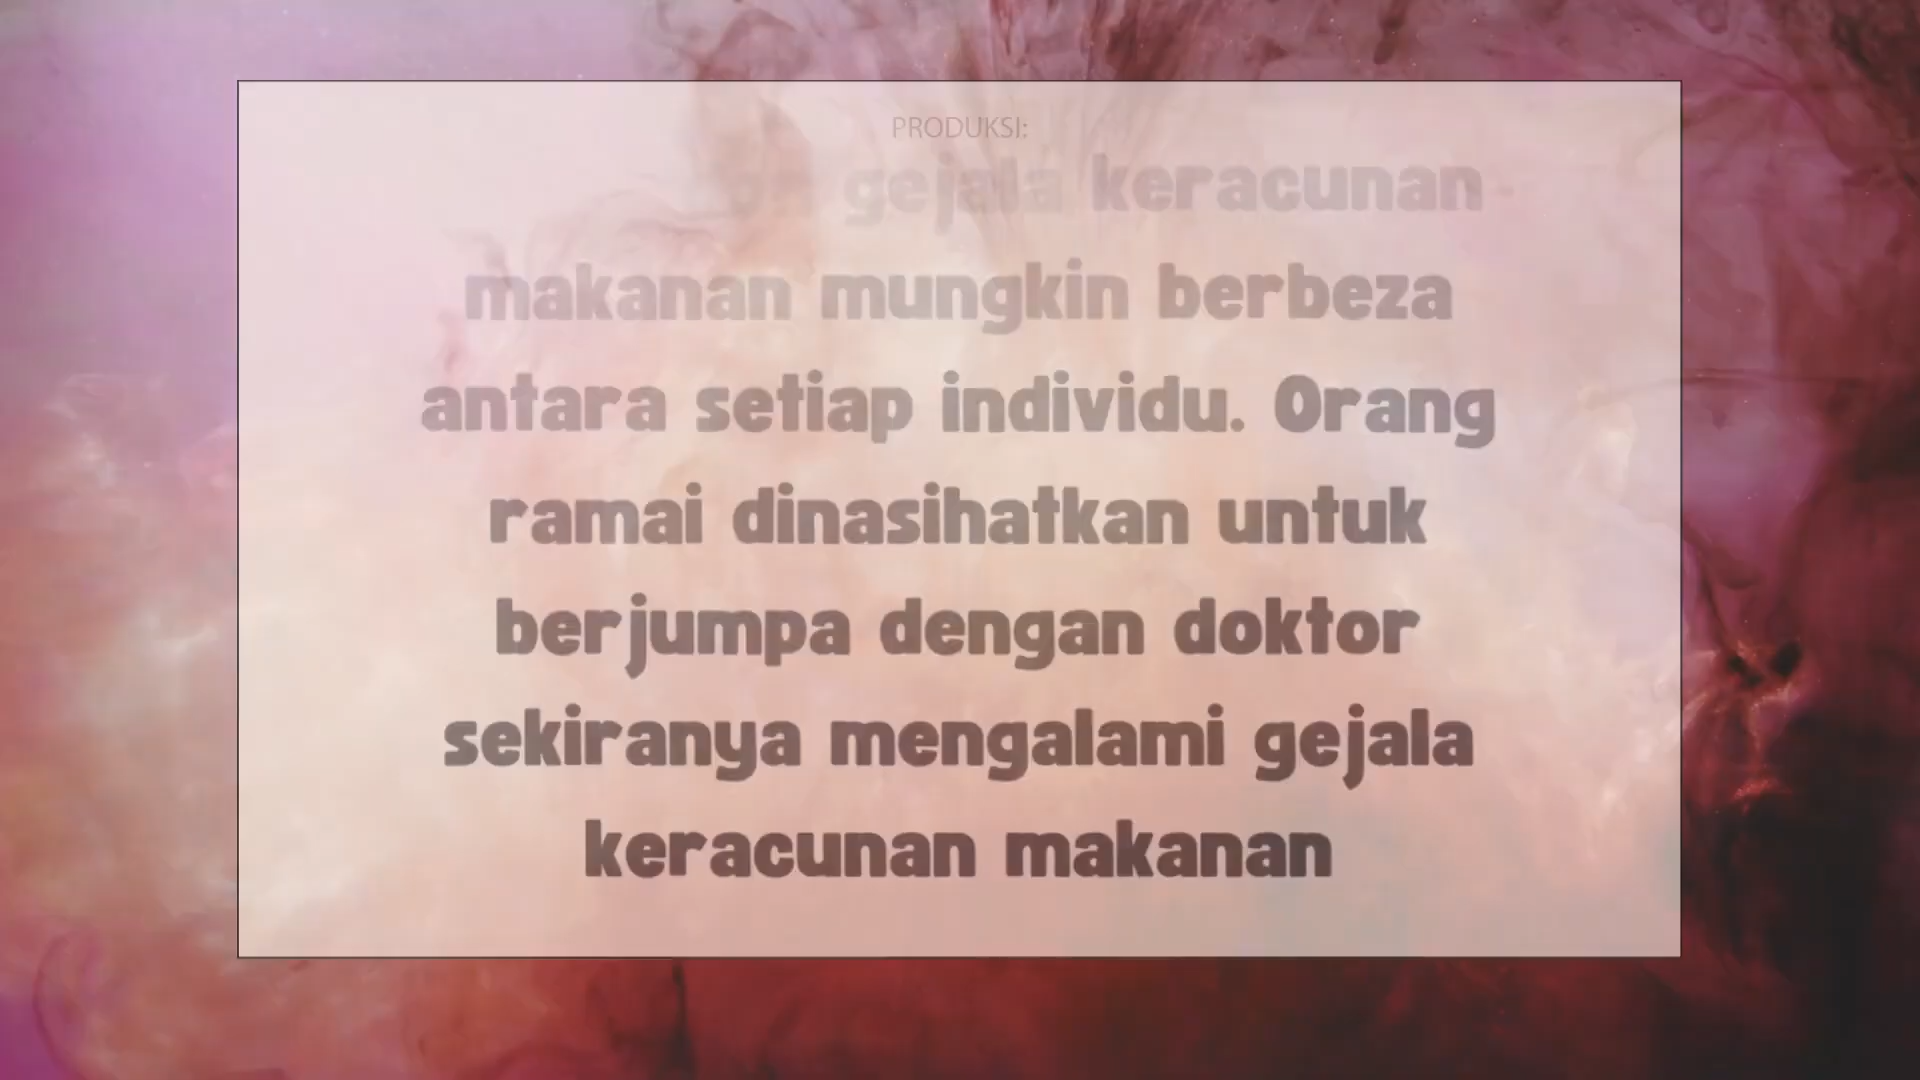 PRODUKSI:
gejala keracunan
makanan mungkin berbeza
antara setiap individu. Orang
ramai dinasihatkan untuk
berjumpa dengan doktor
sekiranya mengalami gejala
keracunan makanan